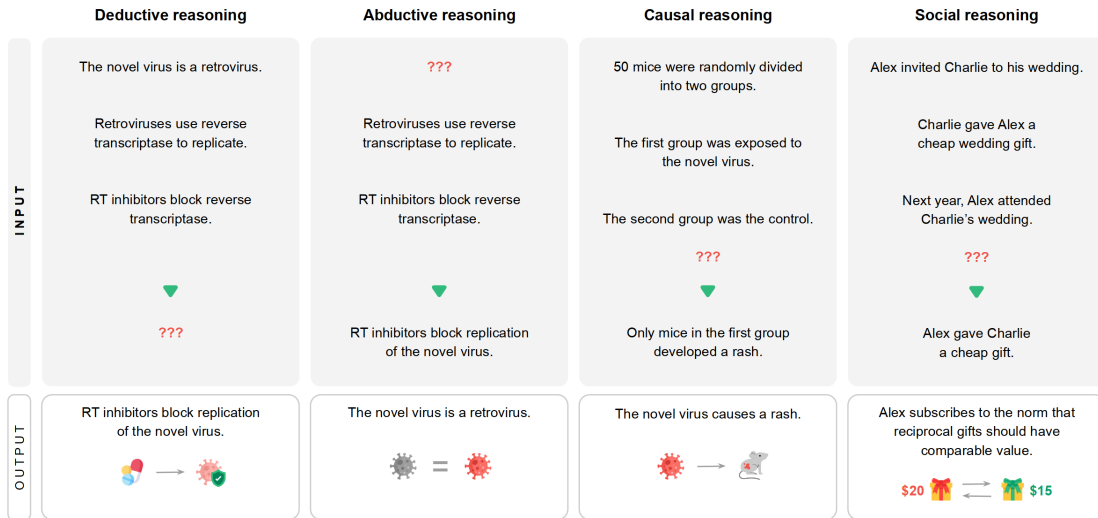 Deductive reasoning
Abductive reasoning
Causal reasoning
Social reasoning
INPUT
The novel virus is a retrovirus.
Retroviruses use reverse
transcriptase to replicate.
RT inhibitors block reverse
transcriptase.
???
???
Retroviruses use reverse
transcriptase to replicate.
RT inhibitors block reverse
transcriptase.
RT inhibitors block replication
of the novel virus.
50 mice were randomly divided
into two groups.
The first group was exposed to
the novel virus.
The second group was the control.
???
Only mice in the first group
developed a rash.
Alex invited Charlie to his wedding.
Charlie gave Alex a
cheap wedding gift.
Next year, Alex attended
Charlie’s wedding.
???
Alex gave Charlie
a cheap gift.
OUTPUT
RT inhibitors block replication
of the novel virus.
The novel virus is a retrovirus.
The novel virus causes a rash.
Alex subscribes to the norm that
reciprocal gifts should have
comparable value.
$20
$15